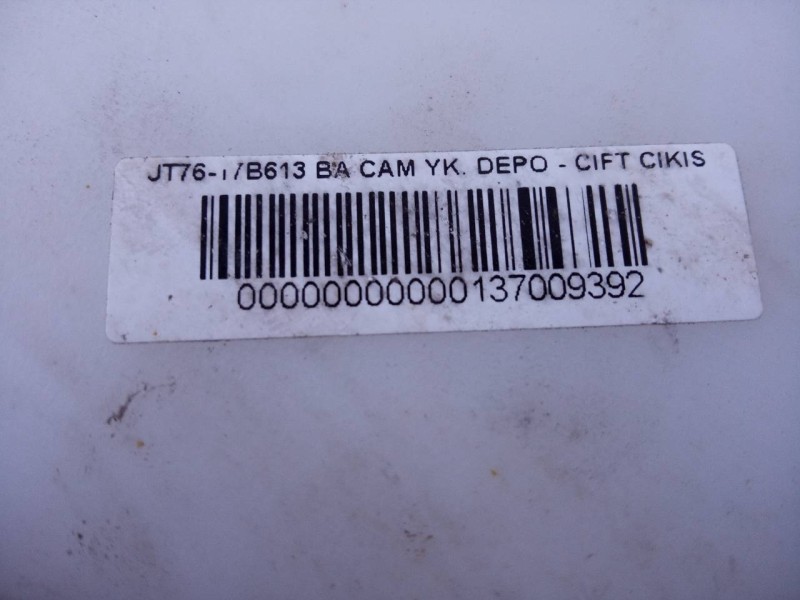 JT76-17B613 BA CAM YK. DEPO - CIFT CIKIS
000000000000137009392